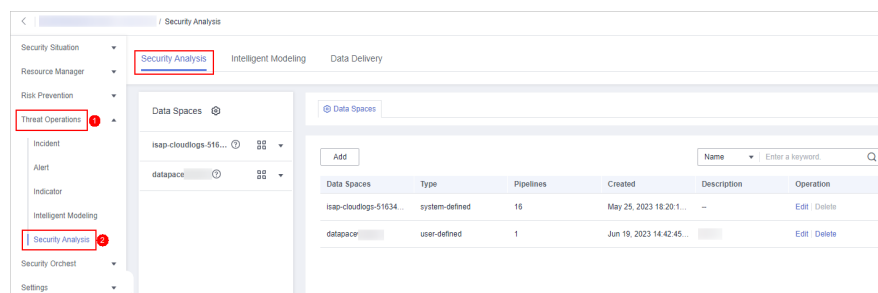 / Security Analysis
Security Situation
Resource Manager
Risk Prevention
Threat Operations 1
Incident
Alert
Indicator
Intelligent Modeling
Security Analysis 2
Security Orchest
Settings
Security Analysis Intelligent Modeling Data Delivery
Data Spaces
isap-cloudlogs-516...
datapace
Data Spaces
Add Name Enter a keyword.
Data Spaces Type Pipelines Created Description Operation
isap-cloudlogs-51634... system-defined 16 May 25, 2023 18:20:1... – Edit Delete
datapace user-defined 1 Jun 19, 2023 14:42:45... Edit Delete